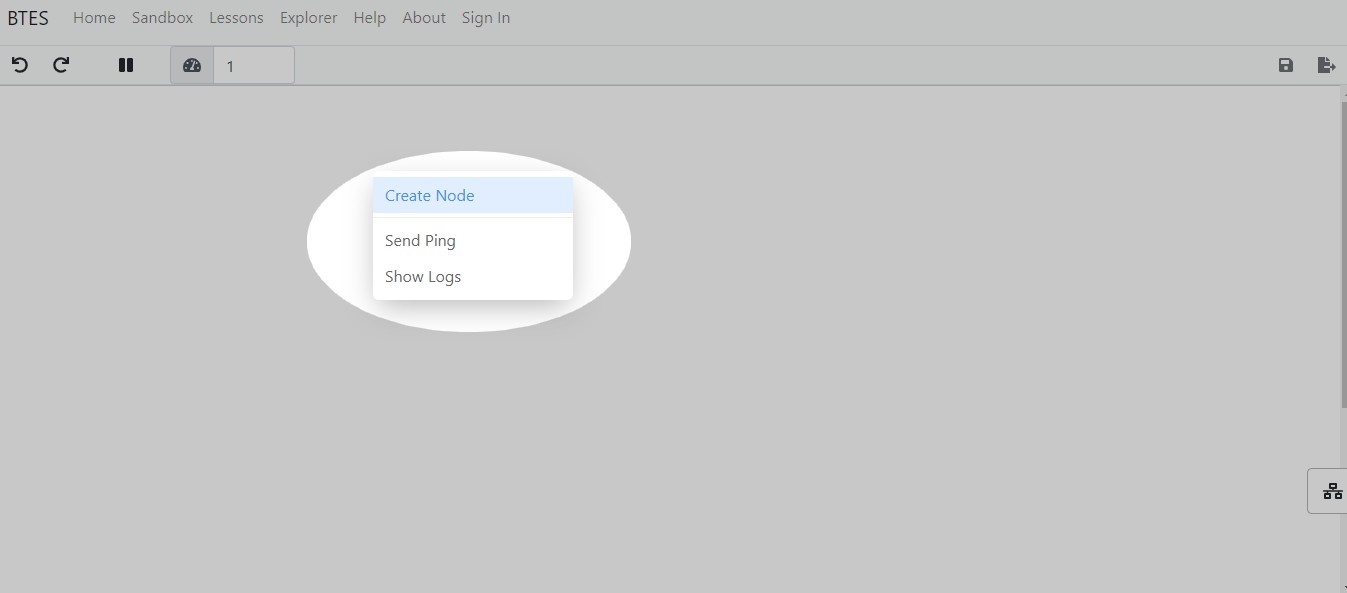 BTES Home Sandbox Lessons Explorer Help About Sign In
1
Create Node
Send Ping
Show Logs